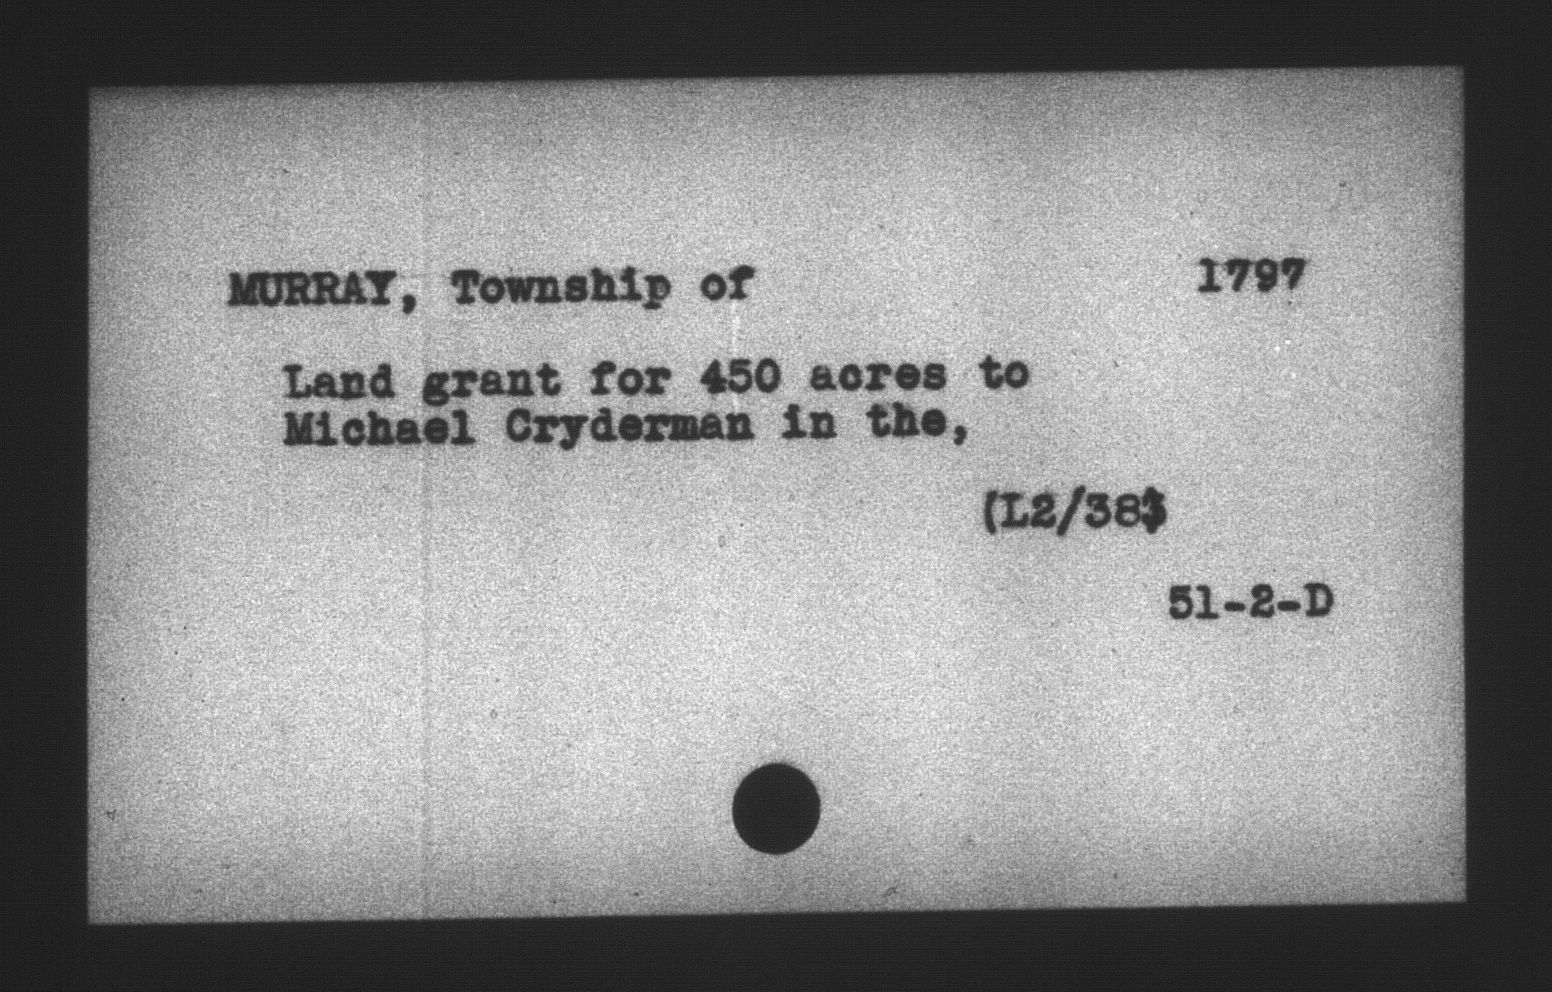 MURRAY, Township of 1797
Land grant for 450 acres to
Michael Cryderman in the,
(L2/38
51-2-D